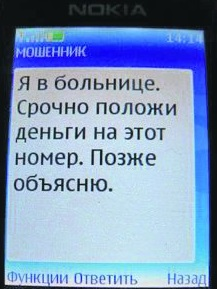 NOKIA
14:14
МОШЕННИК
Я в больнице.
Срочно положи
деньги на этот
номер. Позже
объясню.
Функции Ответить Назад